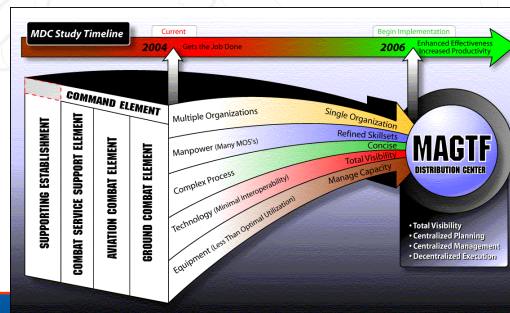 MDC Study Timeline
Current
Begin Implementation
2004 Gets the Job Done
2006 Enhanced Effectiveness
Increased Productivity
COMMAND ELEMENT
SUPPORTING ESTABLISHMENT
COMBAT SERVICE SUPPORT ELEMENT
AVIATION COMBAT ELEMENT
GROUND COMBAT ELEMENT
Multiple Organizations
Single Organization
Manpower (Many MOS's)
Refined Skillsets
Complex Process
Concise
Technology (Minimal Interoperability)
Total Visibility
Equipment (Less Than Optimal Utilization)
Manage Capacity
MAGTF
DISTRIBUTION CENTER
• Total Visibility
• Centralized Planning
• Centralized Management
• Decentralized Execution